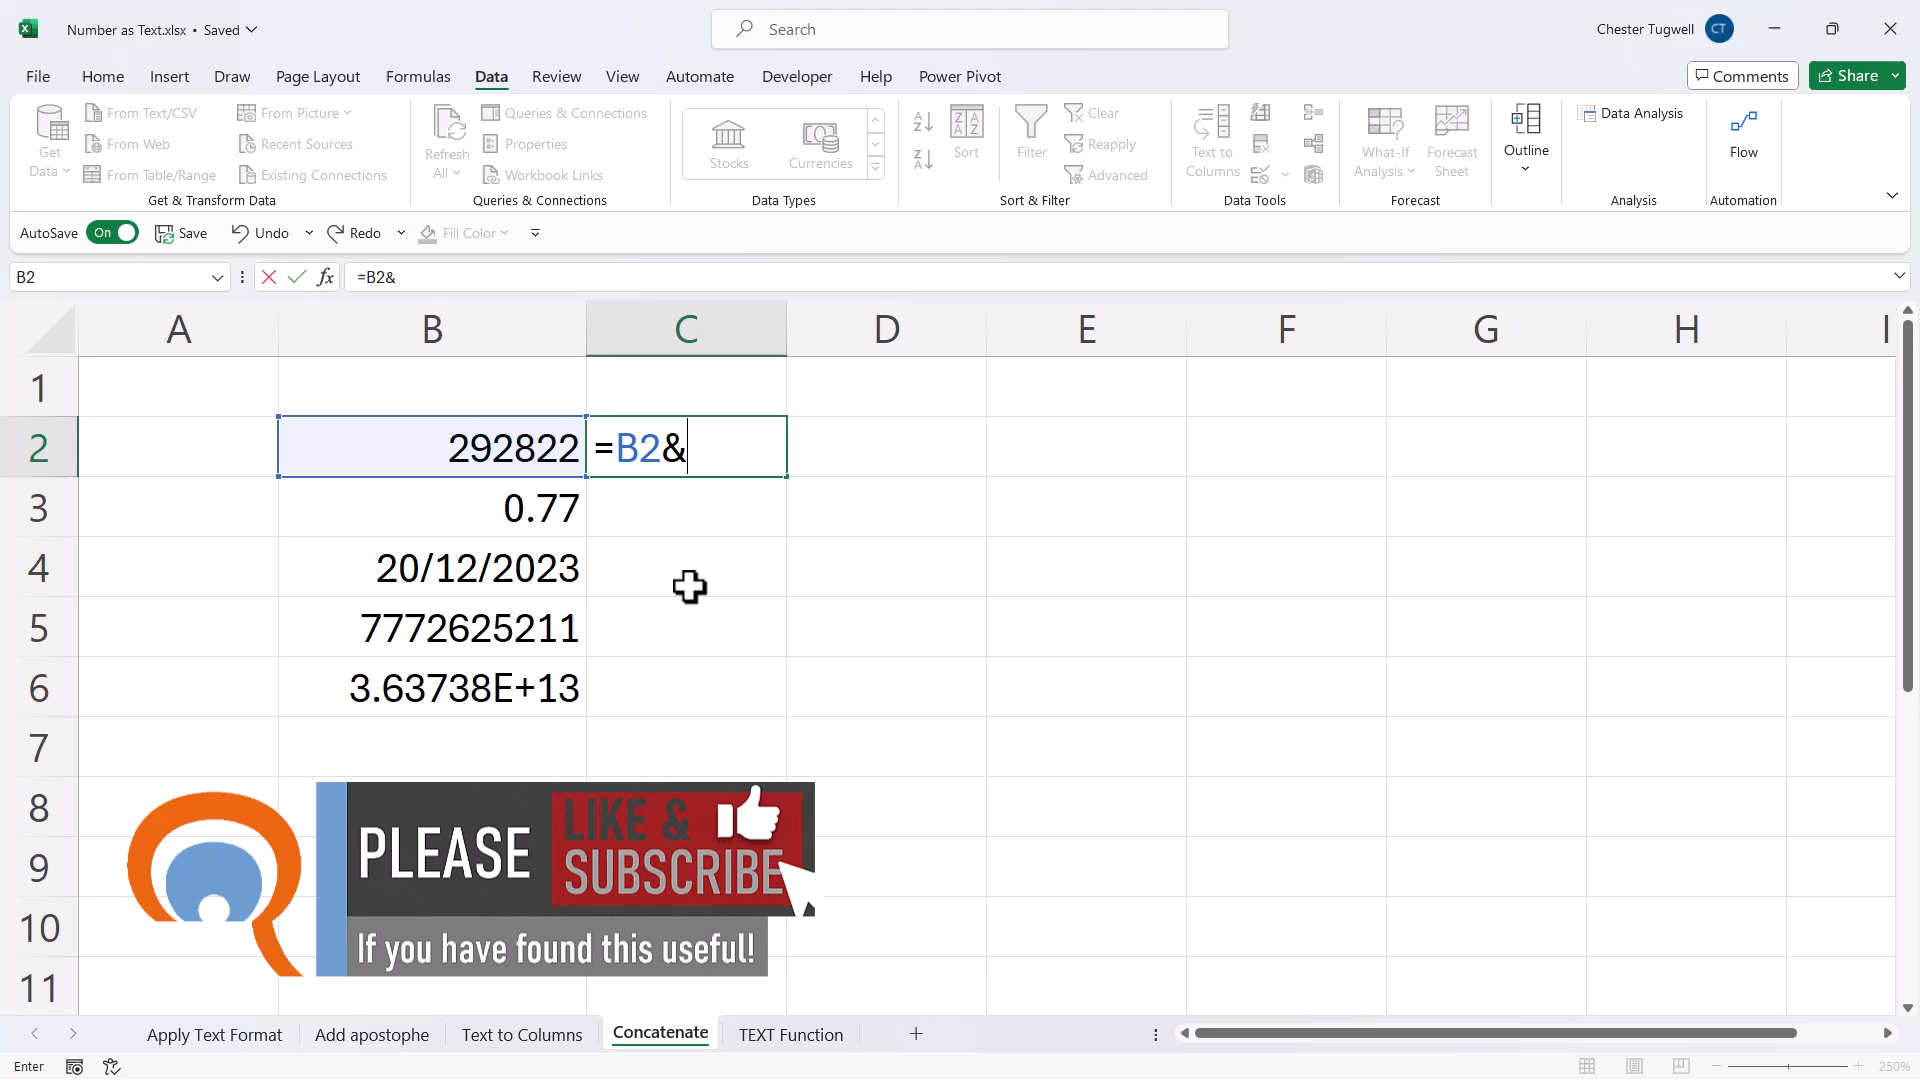 Number as Text.xlsx • Saved
Search
Chester Tugwell
CT
File
Home
Insert
Draw
Page Layout
Formulas
Data
Review
View
Automate
Developer
Help
Power Pivot
Comments
Share
Get
Data
From Text/CSV
From Web
From Table/Range
From Picture
Recent Sources
Existing Connections
Get & Transform Data
Refresh
All
Queries & Connections
Properties
Workbook Links
Queries & Connections
Stocks
Currencies
Data Types
Sort
Filter
Clear
Reapply
Advanced
Sort & Filter
Text to
Columns
Data Tools
What-If
Analysis
Forecast
Sheet
Forecast
Outline
Data Analysis
Analysis
Flow
Automation
AutoSave
On
Save
Undo
Redo
Fill Color
B2
fx
=B2&
A B C D E F G H I
1
2 292822 =B2&
3 0.77
4 20/12/2023
5 7772625211
6 3.63738E+13
7
8
9
10
11
PLEASE
LIKE &
SUBSCRIBE
If you have found this useful!
Apply Text Format
Add apostophe
Text to Columns
Concatenate
TEXT Function
Enter
250%